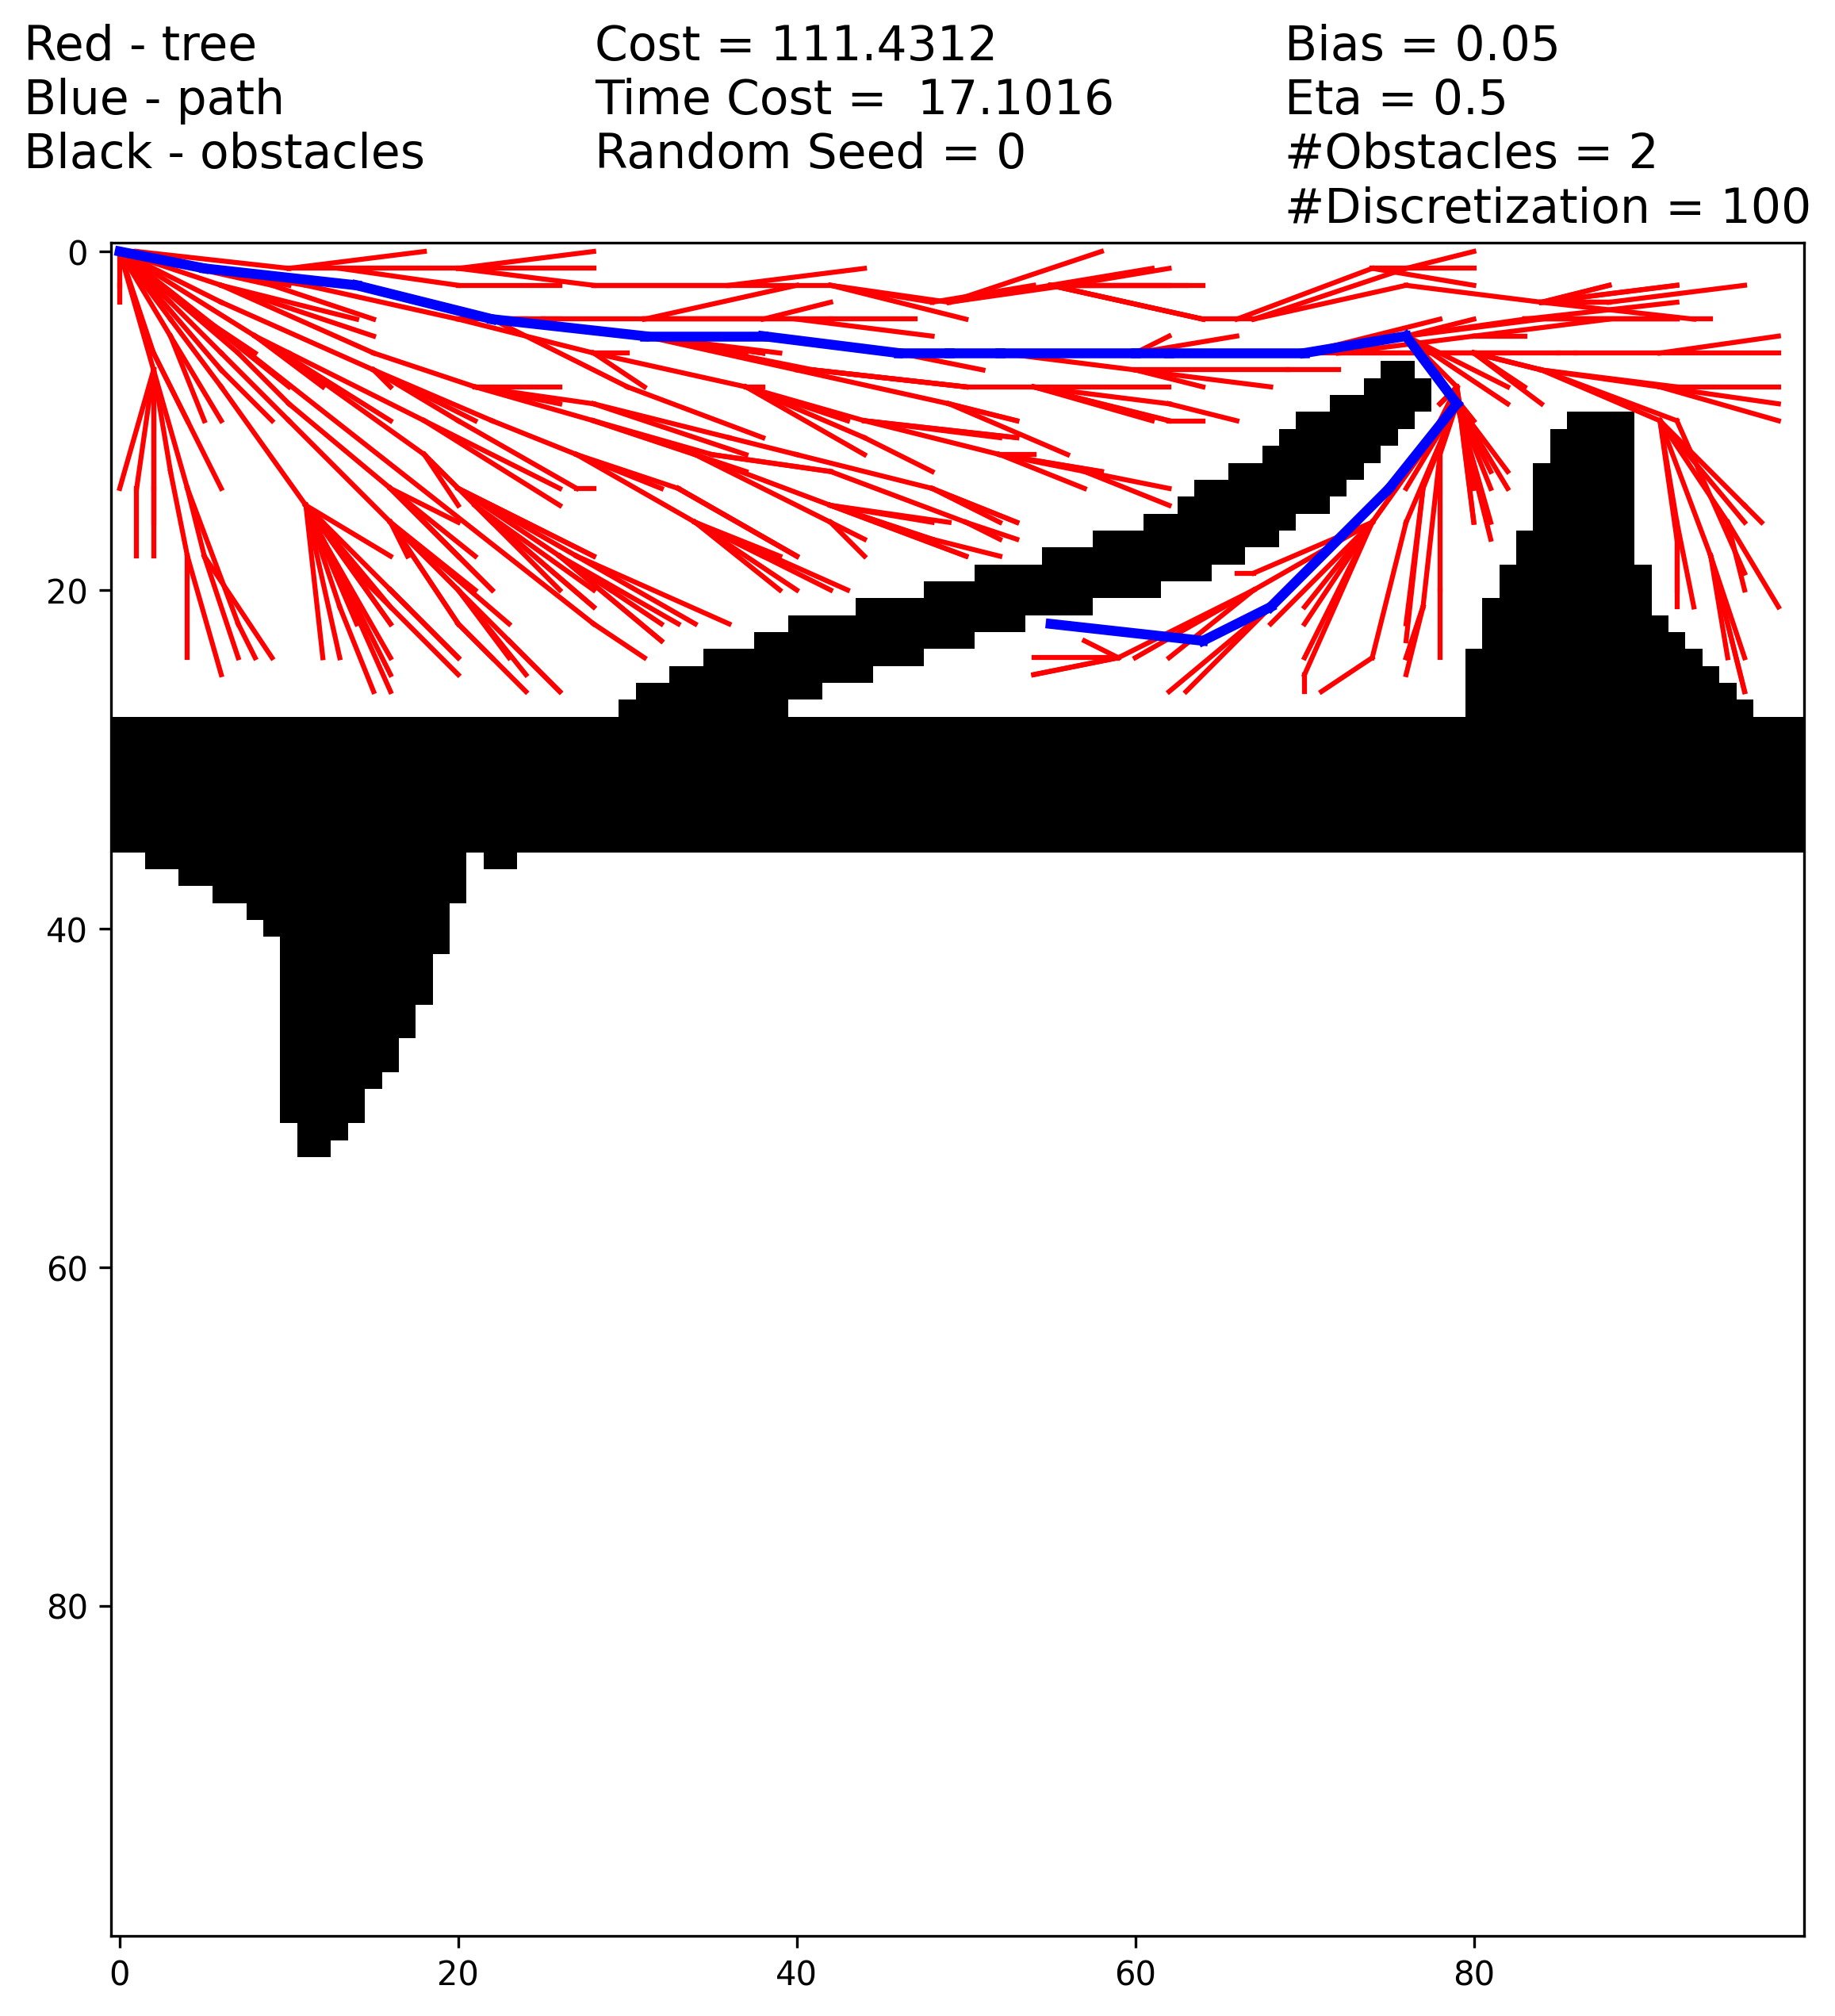 Red - tree
Blue - path
Black - obstacles
Cost = 111.4312
Time Cost =  17.1016
Random Seed = 0
Bias = 0.05
Eta = 0.5
#Obstacles = 2
#Discretization = 100
0
20
40
60
80
0 20 40 60 80